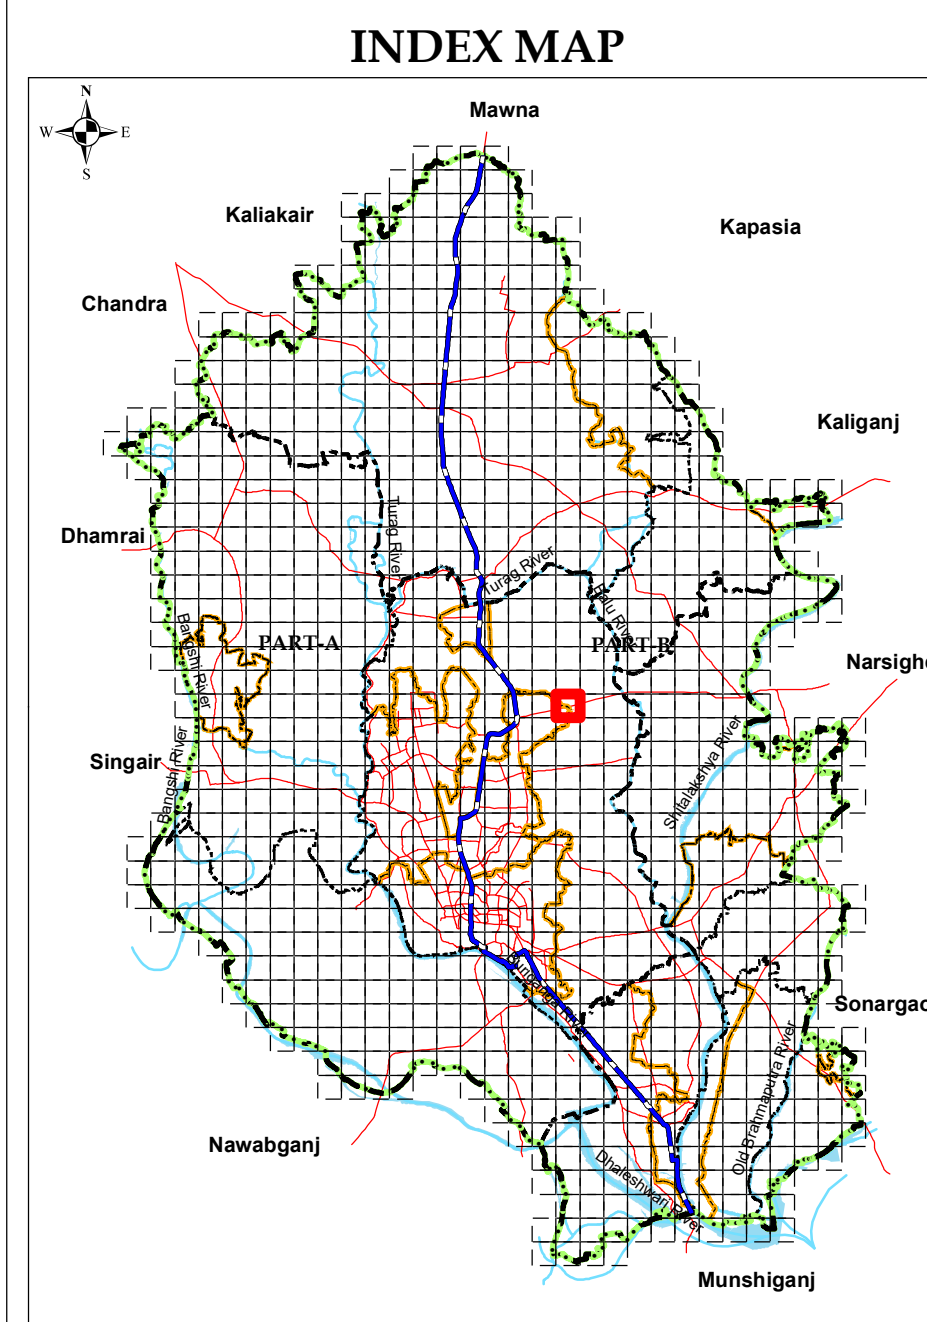 INDEX MAP
N
W E
S
Mawna
Kaliakair
Kapasia
Chandra
Kaliganj
Dhamrai
Turag River
Turag River
Balu River
Bangshi River
PART-A
PART-B
Narsighd
Shitalakshya River
Singair
Bangshi River
Buriganga River
Sonargao
Old Brahmaputra River
Nawabganj
Dhaleshwari River
Munshiganj